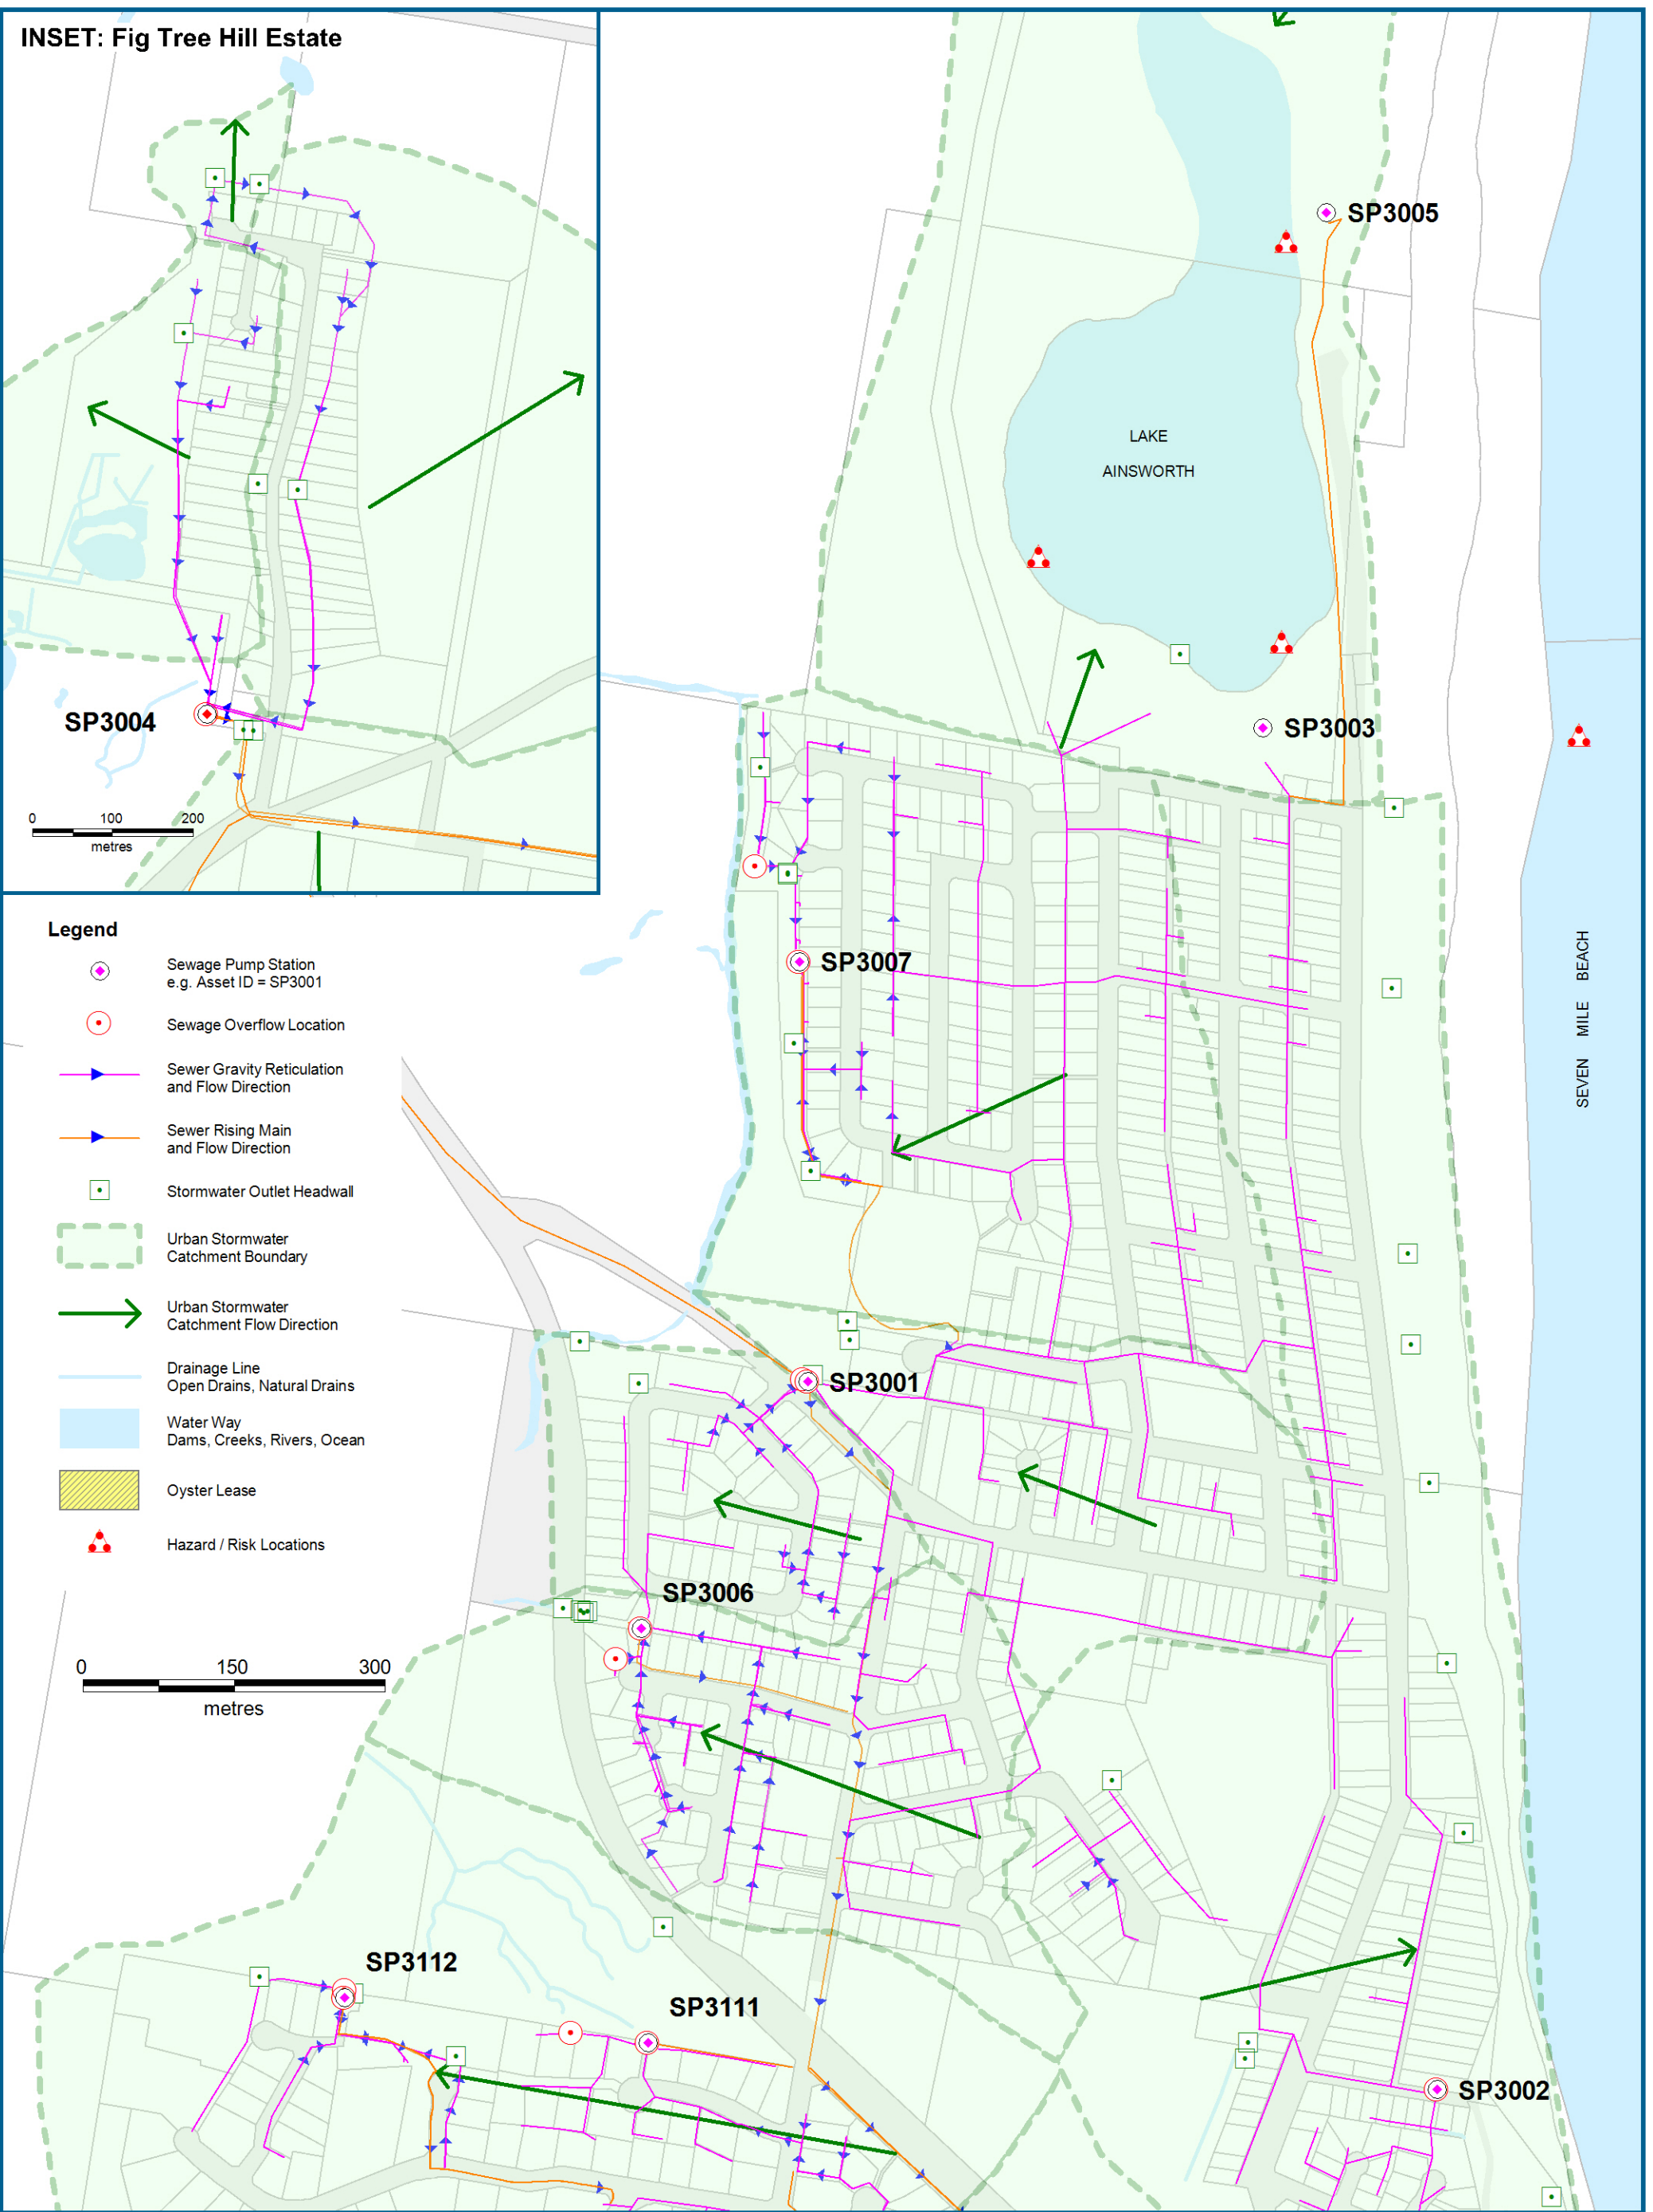 INSET: Fig Tree Hill Estate
SP3004
0 100 200
metres
SP3005
LAKE
AINSWORTH
SP3003
SP3007
SEVEN MILE BEACH
Legend
Sewage Pump Station
e.g. Asset ID = SP3001
Sewage Overflow Location
Sewer Gravity Reticulation
and Flow Direction
Sewer Rising Main
and Flow Direction
Stormwater Outlet Headwall
Urban Stormwater
Catchment Boundary
Urban Stormwater
Catchment Flow Direction
Drainage Line
Open Drains, Natural Drains
Water Way
Dams, Creeks, Rivers, Ocean
Oyster Lease
Hazard / Risk Locations
0 150 300
metres
SP3001
SP3006
SP3112
SP3111
SP3002